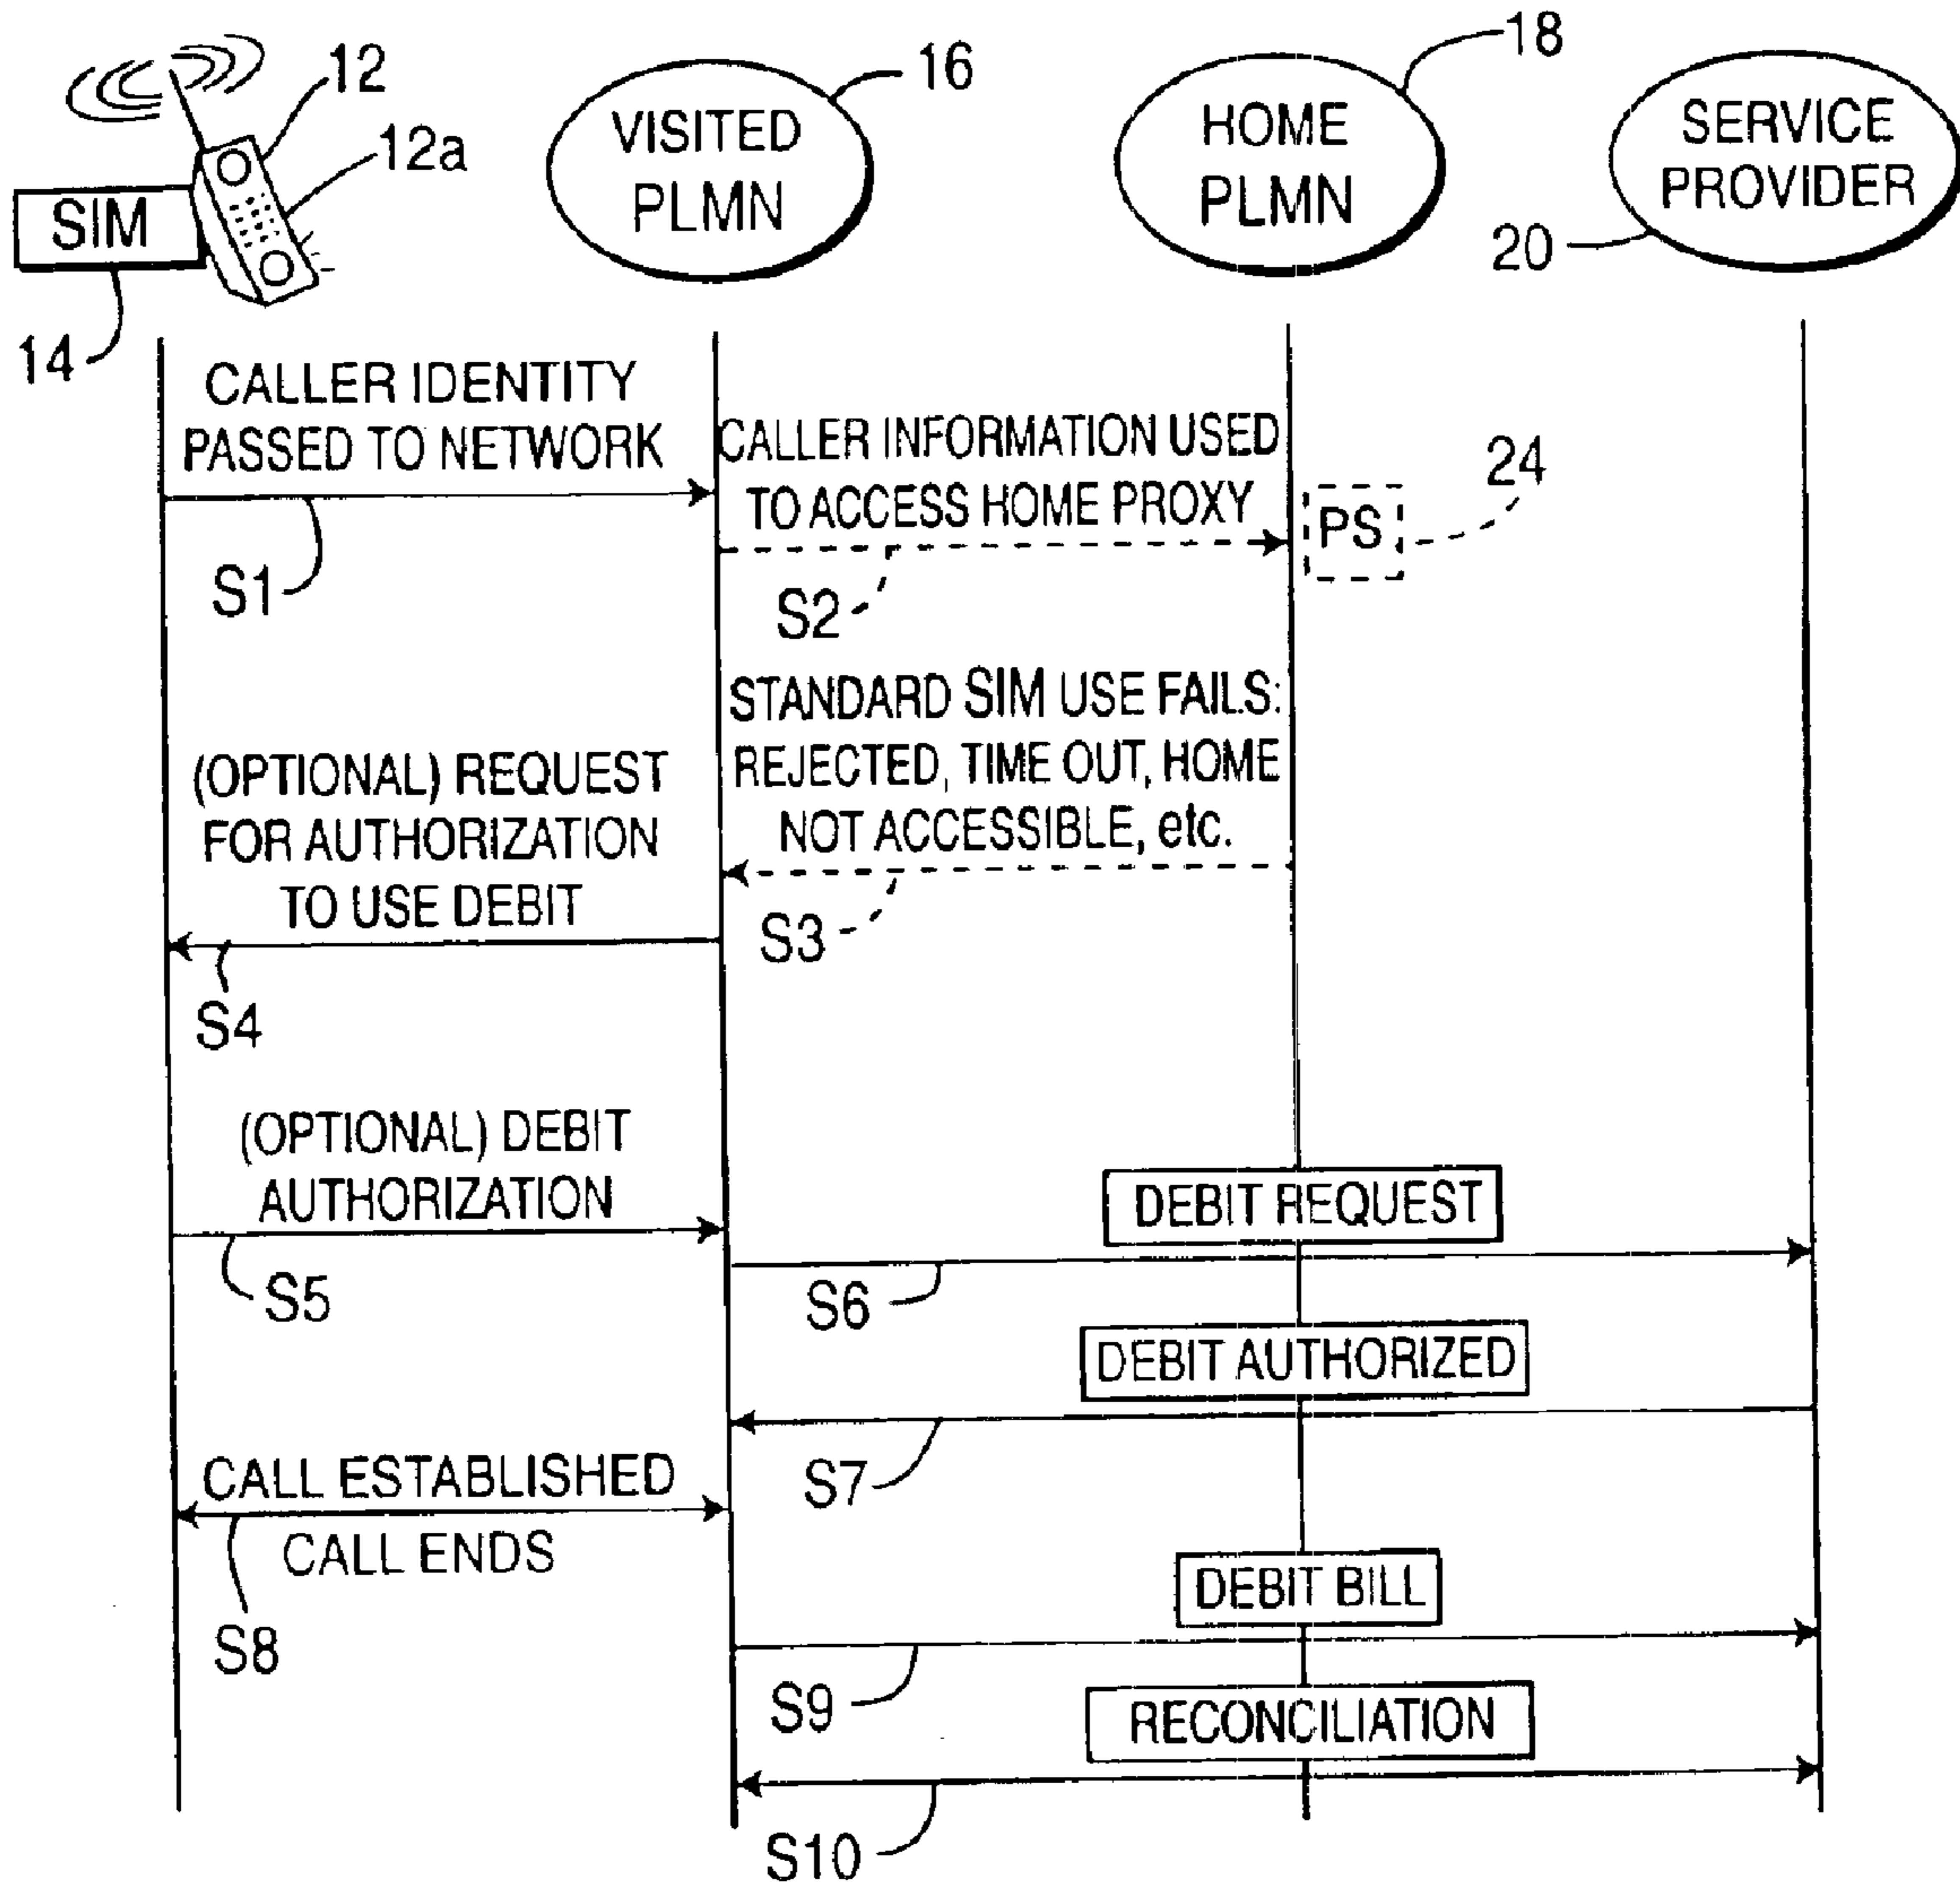 12
12a
SIM
14
VISITED
PLMN
16
HOME
PLMN
18
SERVICE
PROVIDER
20
CALLER IDENTITY
PASSED TO NETWORK
S1
CALLER INFORMATION USED
TO ACCESS HOME PROXY
S2
PS
24
STANDARD SIM USE FAILS:
REJECTED, TIME OUT, HOME
NOT ACCESSIBLE, etc.
S3
(OPTIONAL) REQUEST
FOR AUTHORIZATION
TO USE DEBIT
S4
(OPTIONAL) DEBIT
AUTHORIZATION
S5
DEBIT REQUEST
S6
DEBIT AUTHORIZED
S7
CALL ESTABLISHED
CALL ENDS
S8
DEBIT BILL
S9
RECONCILIATION
S10